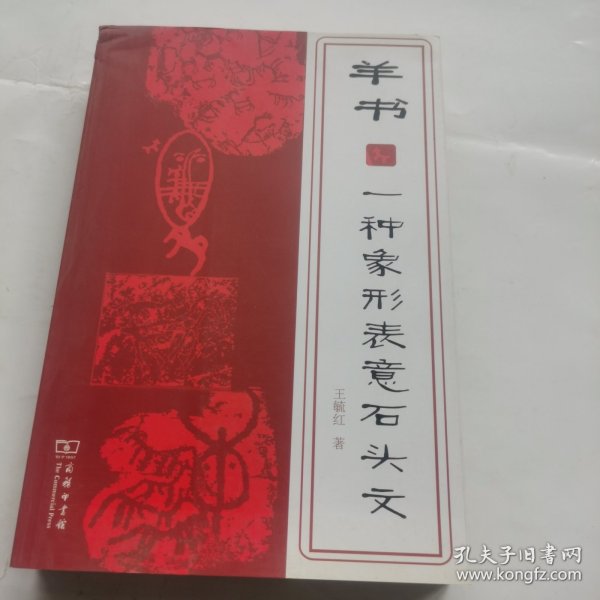 羊书
一种象形表意石头文
王毓红 著
商务印书馆
The Commercial Press
孔夫子旧书网
www.kongfz.com